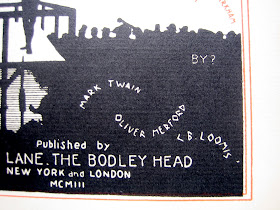 BY?
MARK TWAIN
OLIVER HERFORD
C.B. LOOMIS
Published by
LANE. THE BODLEY HEAD
NEW YORK and LONDON
MCMIII